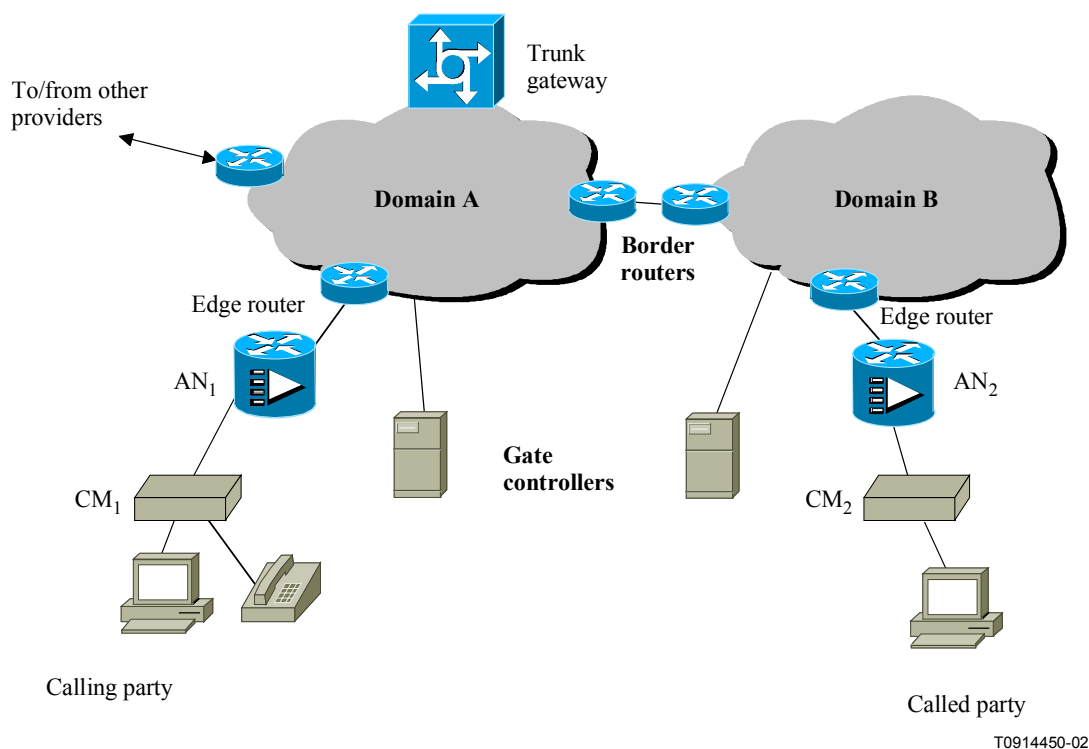 Trunk
gateway
To/from other
providers
Domain A
Domain B
Border
routers
Edge router
Edge router
AN1
AN2
Gate
controllers
CM1
CM2
Calling party
Called party
T0914450-02